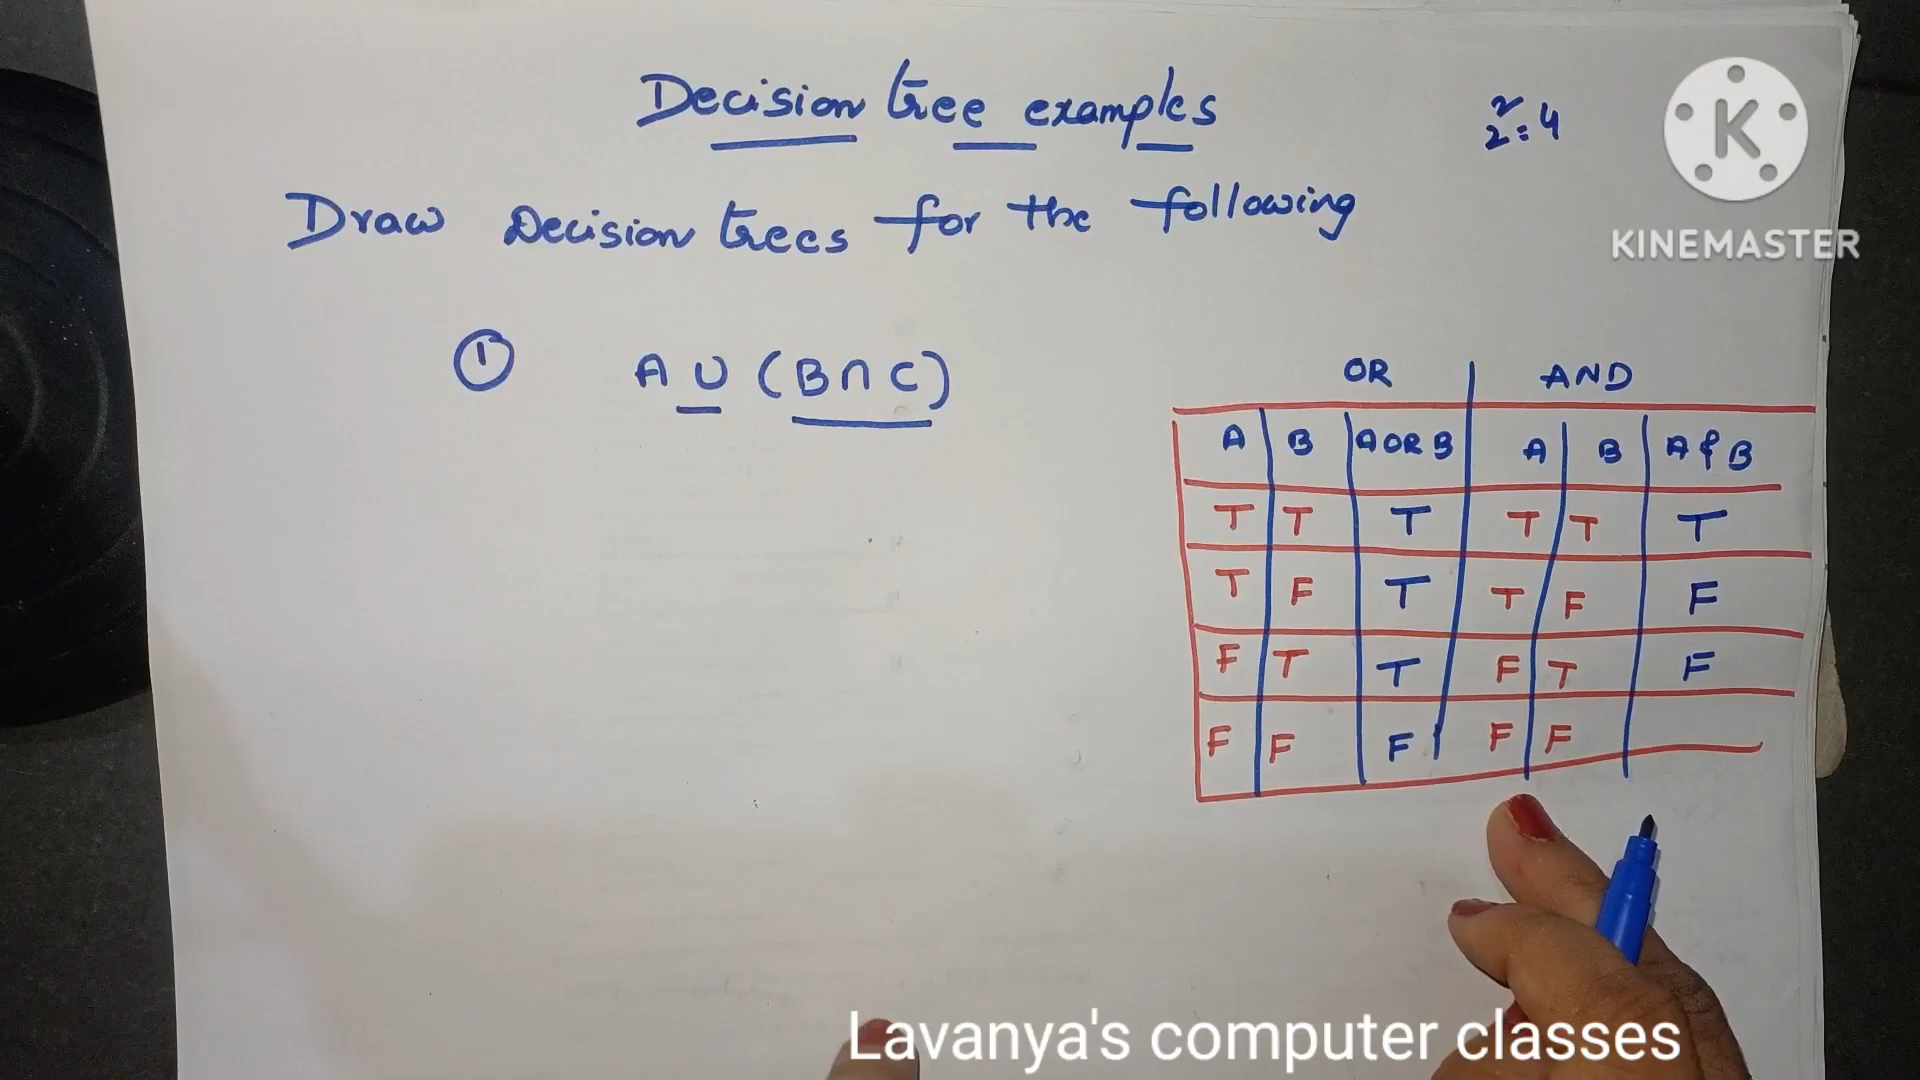 Decision tree examples
2² = 4
K
KINEMASTER
Draw Decision trees for the following
① A ∪ (B ∩ C)
OR | AND
A | B | A OR B | A | B | A & B
T | T | T | T | T | T
T | F | T | T | F | F
F | T | T | F | T | F
F | F | F | F | F
Lavanya's computer classes